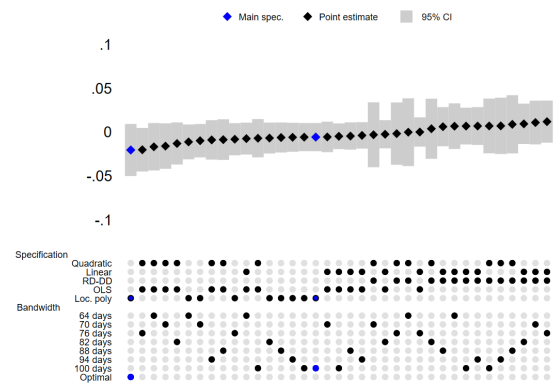 Main spec. Point estimate 95% CI
.1
.05
0
-.05
-.1
Specification
Quadratic
Linear
RD-DD
OLS
Loc. poly
Bandwidth
64 days
70 days
76 days
82 days
88 days
94 days
100 days
Optimal